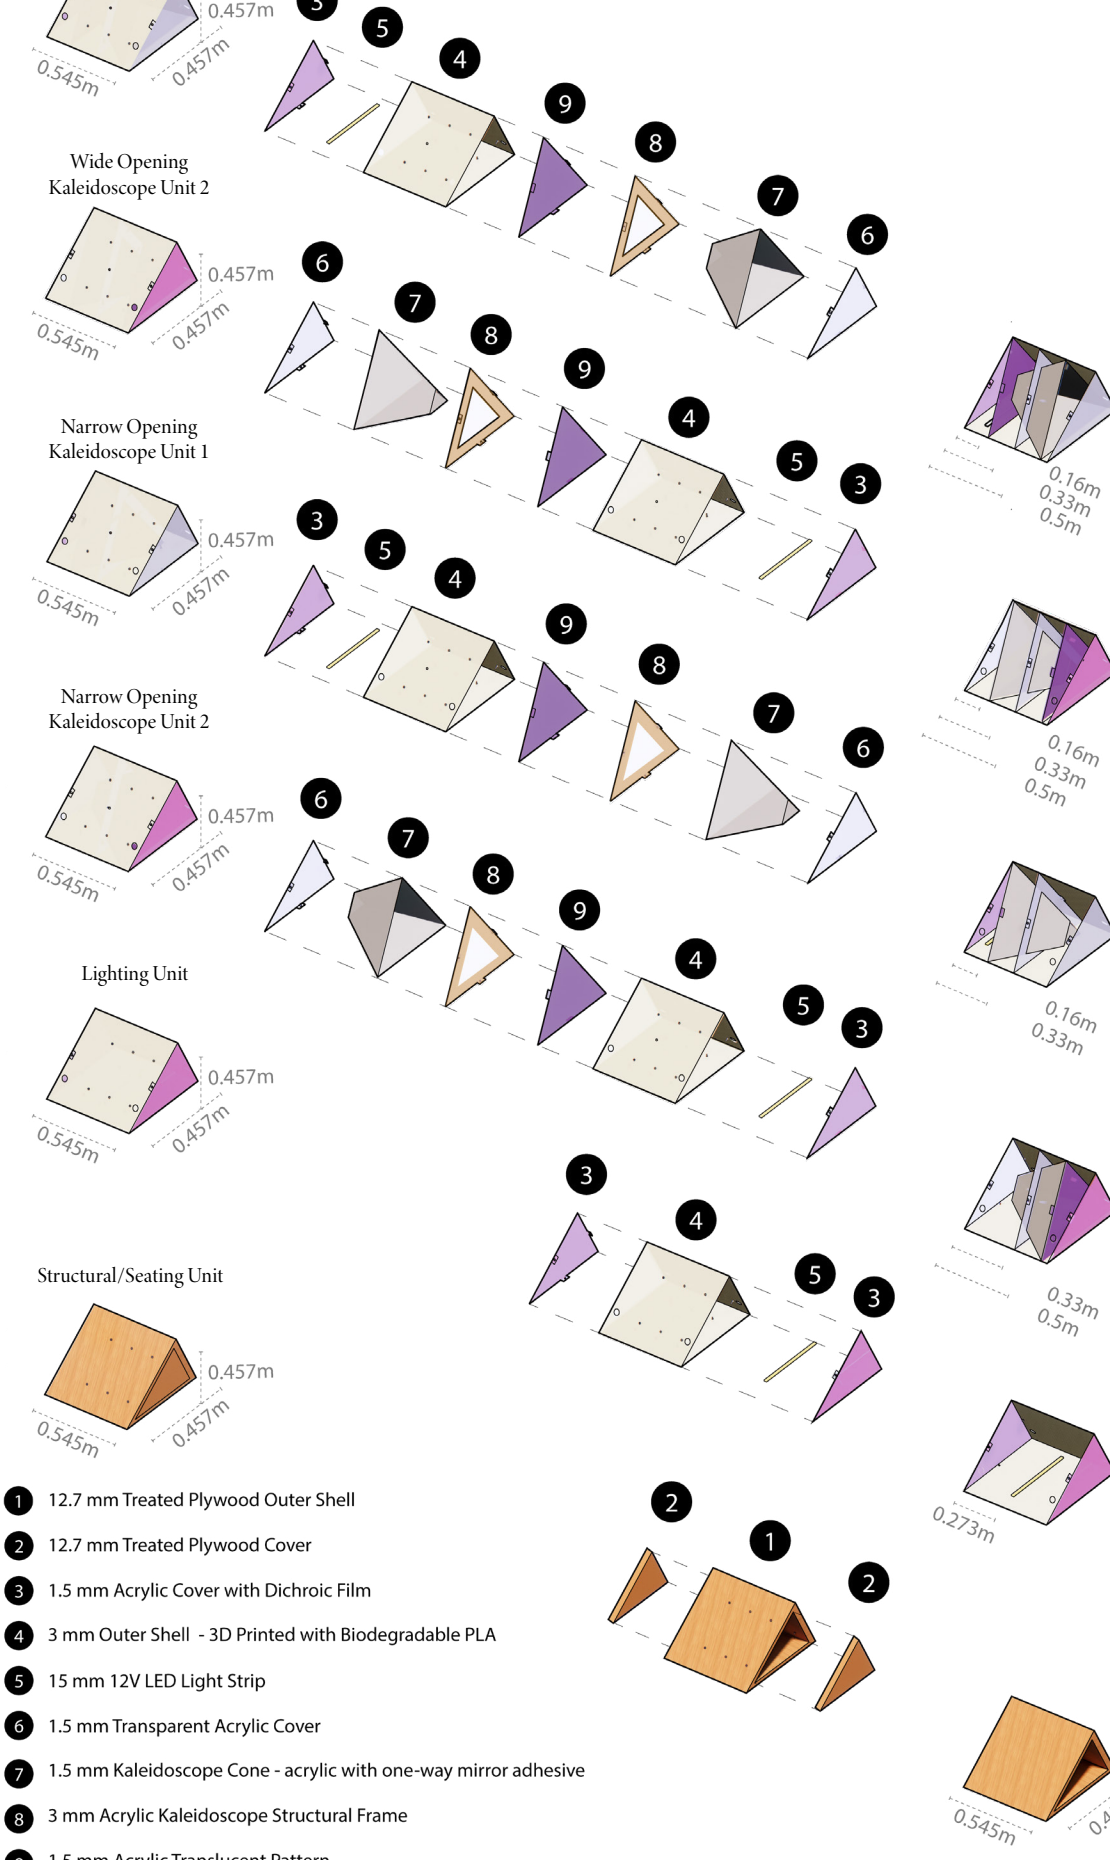 0.457m
0.545m
0.457m
3
5
4
9
8
7
6
Wide Opening
Kaleidoscope Unit 2
0.457m
0.545m
0.457m
6
7
8
9
4
5
3
0.16m
0.33m
0.5m
Narrow Opening
Kaleidoscope Unit 1
0.457m
0.545m
0.457m
3
5
4
9
8
7
6
0.16m
0.33m
0.5m
Narrow Opening
Kaleidoscope Unit 2
0.457m
0.545m
0.457m
6
7
8
9
4
5
3
0.16m
0.33m
Lighting Unit
0.457m
0.545m
0.457m
3
4
5
3
0.33m
0.5m
Structural/Seating Unit
0.457m
0.545m
0.457m
0.273m
2
1
2
0.545m
1 12.7 mm Treated Plywood Outer Shell
2 12.7 mm Treated Plywood Cover
3 1.5 mm Acrylic Cover with Dichroic Film
4 3 mm Outer Shell - 3D Printed with Biodegradable PLA
5 15 mm 12V LED Light Strip
6 1.5 mm Transparent Acrylic Cover
7 1.5 mm Kaleidoscope Cone - acrylic with one-way mirror adhesive
8 3 mm Acrylic Kaleidoscope Structural Frame
9 1.5 mm Acrylic Translucent Pattern